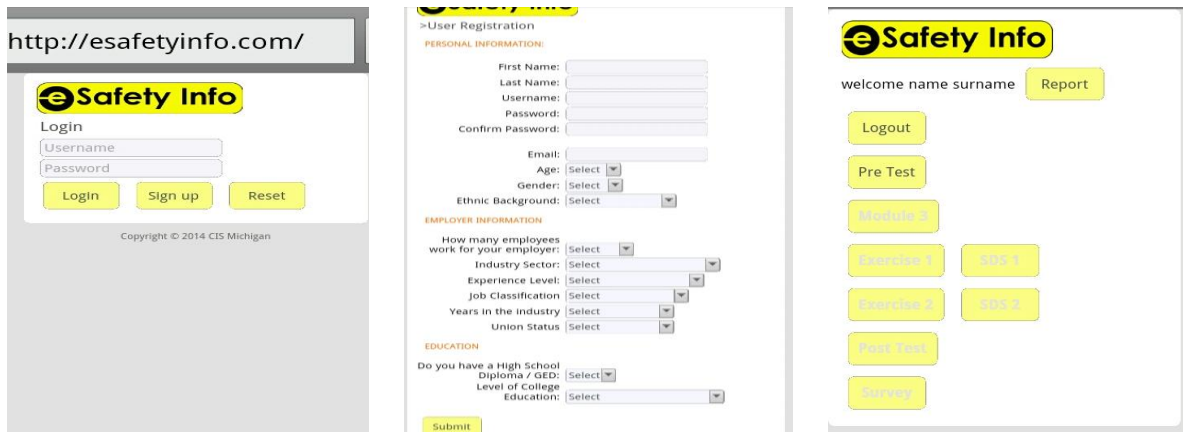 http://esafetyinfo.com/
eSafety Info
Login
Username
Password
Login Sign up Reset
Copyright © 2014 CIS Michigan
eSafety Info
>User Registration
PERSONAL INFORMATION:
First Name:
Last Name:
Username:
Password:
Confirm Password:
Email:
Age: Select
Gender: Select
Ethnic Background: Select
EMPLOYER INFORMATION
How many employees
work for your employer: Select
Industry Sector: Select
Experience Level: Select
Job Classification Select
Years in the industry Select
Union Status Select
EDUCATION
Do you have a High School
Diploma / GED: Select
Level of College
Education: Select
Submit
eSafety Info
welcome name surname Report
Logout
Pre Test
Module 3
Exercise 1 SDS 1
Exercise 2 SDS 2
Post Test
Survey